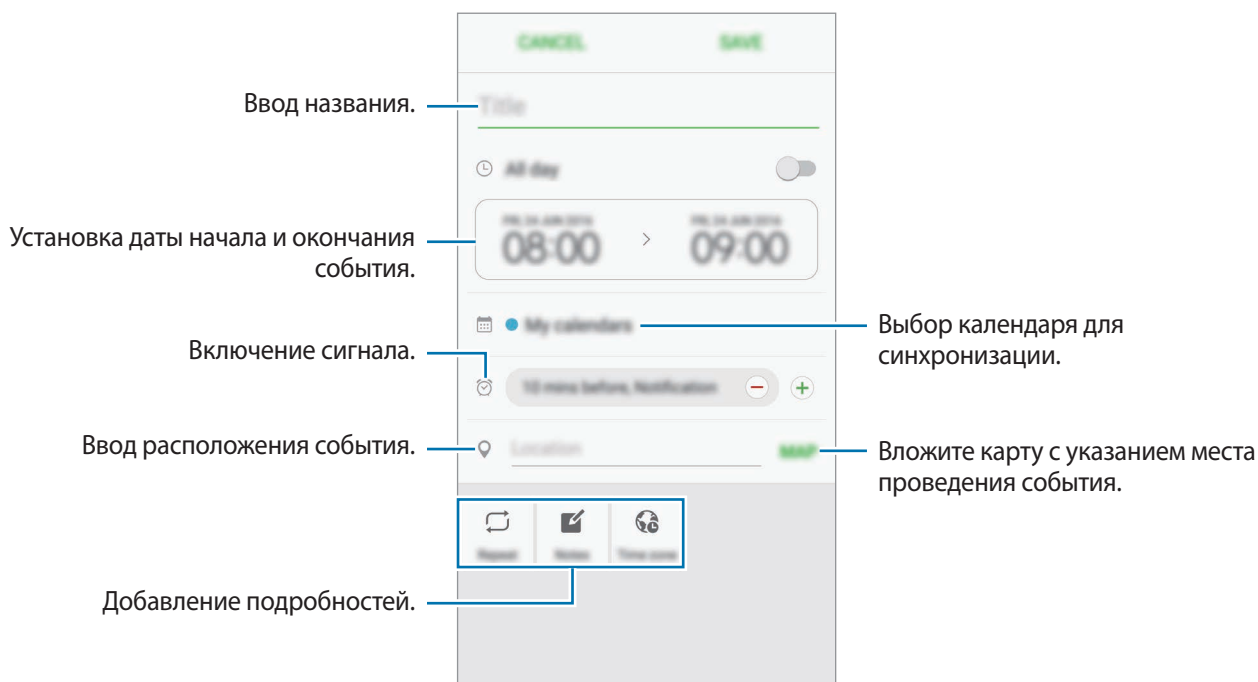 CANCEL
SAVE
Ввод названия.
Title
All day
Установка даты начала и окончания
события.
08:00
09:00
My calendars
Выбор календаря для
синхронизации.
Включение сигнала.
10 mins before, Notification
Ввод расположения события.
Location
MAP
Вложите карту с указанием места
проведения события.
Repeat
Notes
Time zone
Добавление подробностей.